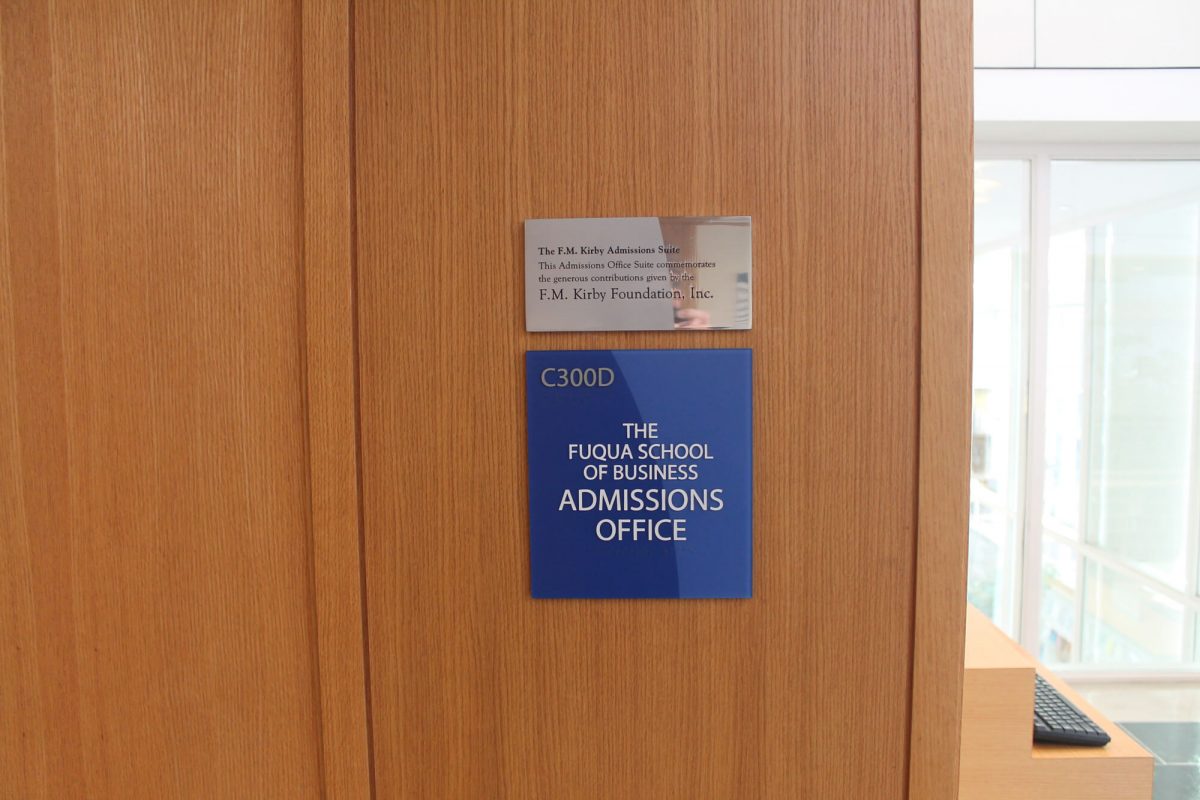 The F.M. Kirby Admissions Suite
This Admissions Office Suite commemorates
the generous contributions given by the
F.M. Kirby Foundation, Inc.
C300D
THE
FUQUA SCHOOL
OF BUSINESS
ADMISSIONS
OFFICE